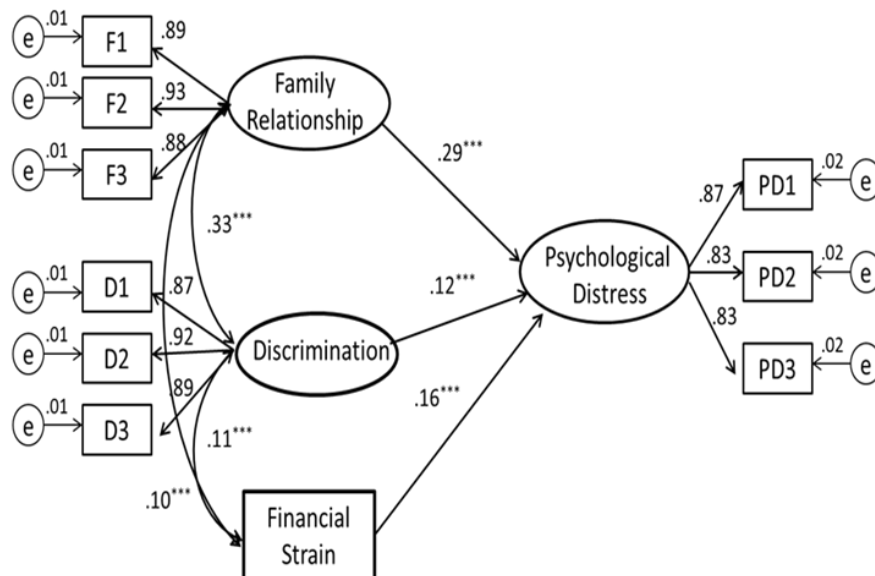 .01
e
F1
.89
.01
e
F2
.93
.01
e
F3
.88
Family
Relationship
.29***
.33***
.01
e
D1
.87
.01
e
D2
.92
.01
e
D3
.89
Discrimination
.12***
.11***
.10***
Financial
Strain
.16***
Psychological
Distress
.87
PD1
.02
e
.83
PD2
.02
e
.83
PD3
.02
e